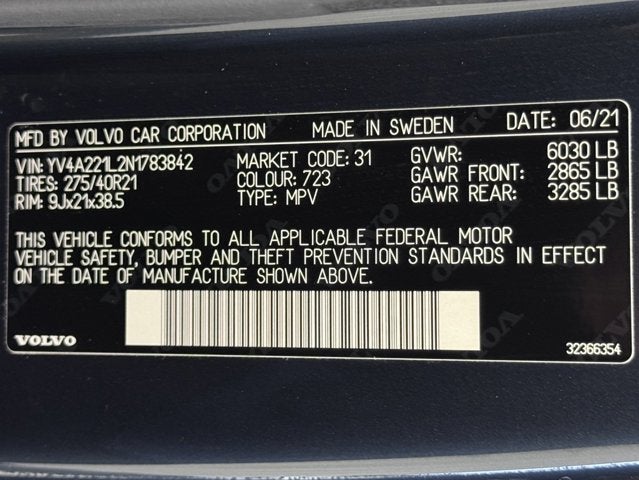 MFD BY VOLVO CAR CORPORATION MADE IN SWEDEN DATE: 06/21
VIN: YV4A221L2N1783842 MARKET CODE: 31 GVWR: 6030 LB
TIRES: 275/40R21 COLOUR: 723 GAWR FRONT: 2865 LB
RIM: 9Jx21x38.5 TYPE: MPV GAWR REAR: 3285 LB
THIS VEHICLE CONFORMS TO ALL APPLICABLE FEDERAL MOTOR
VEHICLE SAFETY, BUMPER AND THEFT PREVENTION STANDARDS IN EFFECT
ON THE DATE OF MANUFACTURE SHOWN ABOVE.
VOLVO
32366354